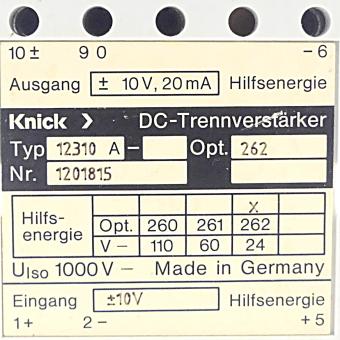 10 ± 9 0 - 6
Ausgang ± 10 V, 20 mA Hilfsenergie
Knick > DC-Trennverstärker
Typ 12310 A - Opt. 262
Nr. 1201815
X
Hilfs- Opt. 260 261 262
energie V – 110 60 24
UIso 1000 V – Made in Germany
Eingang ±10V Hilfsenergie
1 + 2 - + 5